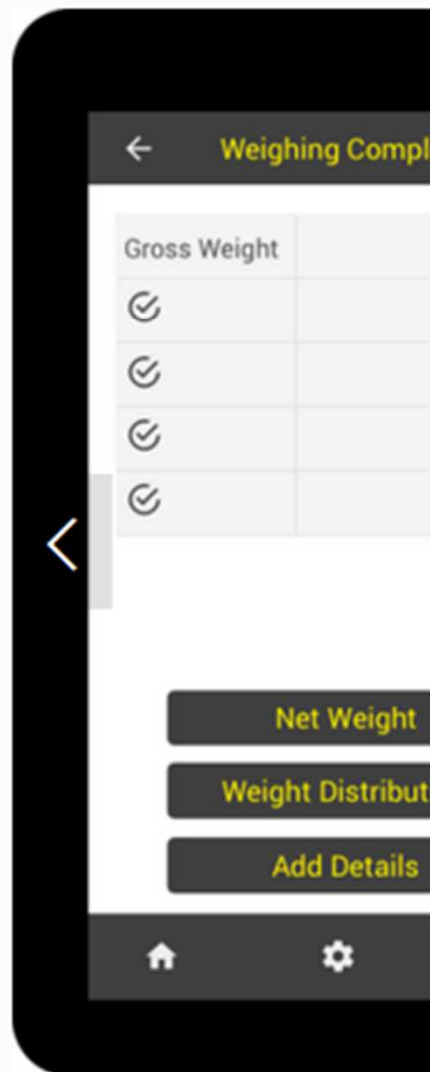 Weighing Compl
Gross Weight
Net Weight
Weight Distribut
Add Details